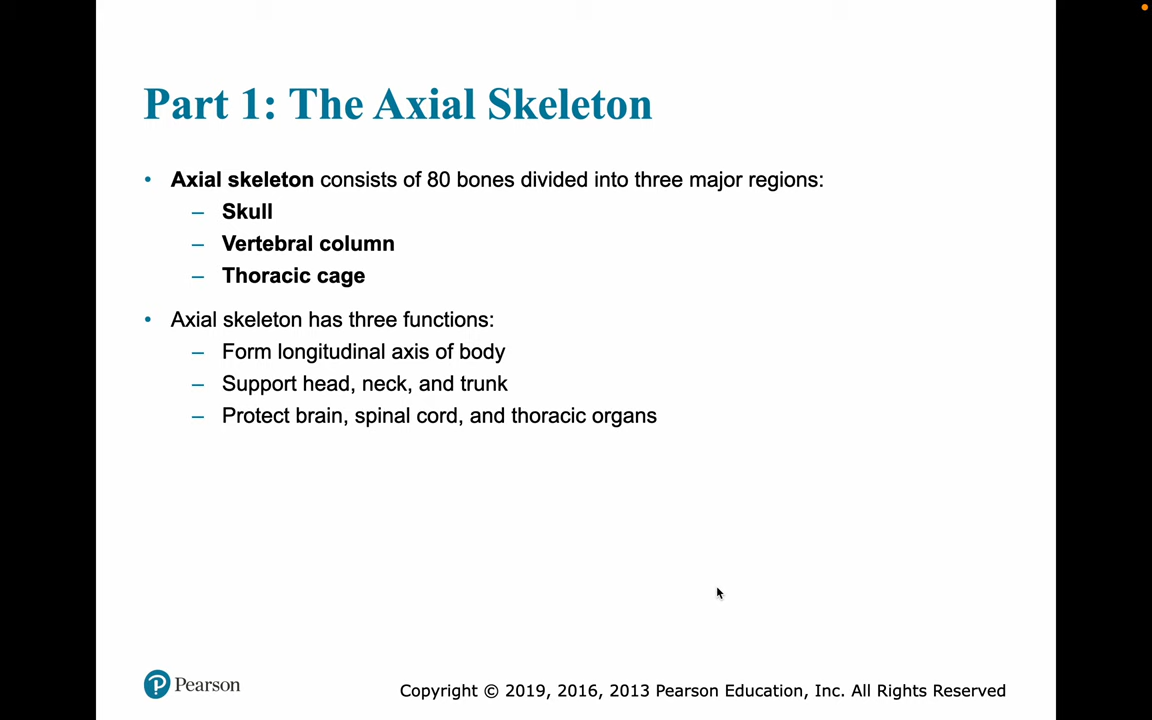 Part 1: The Axial Skeleton
• Axial skeleton consists of 80 bones divided into three major regions:
– Skull
– Vertebral column
– Thoracic cage
• Axial skeleton has three functions:
– Form longitudinal axis of body
– Support head, neck, and trunk
– Protect brain, spinal cord, and thoracic organs
Pearson
Copyright © 2019, 2016, 2013 Pearson Education, Inc. All Rights Reserved